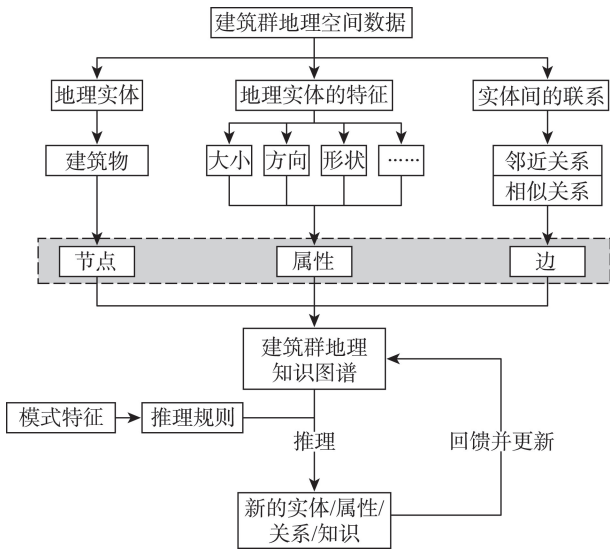 建筑群地理空间数据
地理实体
地理实体的特征
实体间的联系
建筑物
大小
方向
形状
……
邻近关系
相似关系
节点
属性
边
建筑群地理
知识图谱
模式特征
推理规则
推理
回馈并更新
新的实体/属性/
关系/知识